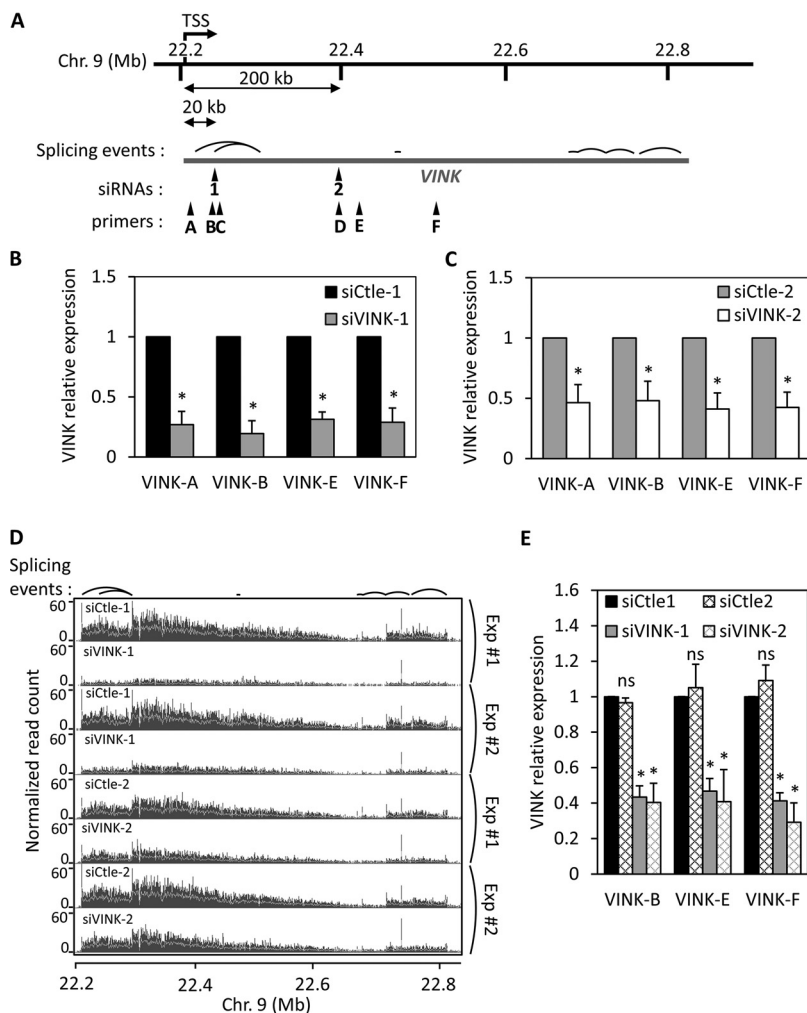 A
TSS
Chr. 9 (Mb)
22.2 22.4 22.6 22.8
200 kb
20 kb
Splicing events :
VINK
siRNAs : 1 2
primers : A B C D E F
B
VINK relative expression
1.5
1
0.5
0
siCtle-1
siVINK-1
* * * *
VINK-A VINK-B VINK-E VINK-F
C
VINK relative expression
1.5
1
0.5
0
siCtle-2
siVINK-2
* * * *
VINK-A VINK-B VINK-E VINK-F
D
Splicing
events :
Normalized read count
60 siCtle-1
0
60 siVINK-1
0
Exp #1
60 siCtle-1
0
60 siVINK-1
0
Exp #2
60 siCtle-2
0
60 siVINK-2
0
Exp #1
60 siCtle-2
0
60 siVINK-2
0
Exp #2
22.2 22.4 22.6 22.8
Chr. 9 (Mb)
E
VINK relative expression
1.6
1.4
1.2
1
0.8
0.6
0.4
0.2
0
siCtle1 siCtle2
siVINK-1 siVINK-2
ns ns ns
* * * * * *
VINK-B VINK-E VINK-F